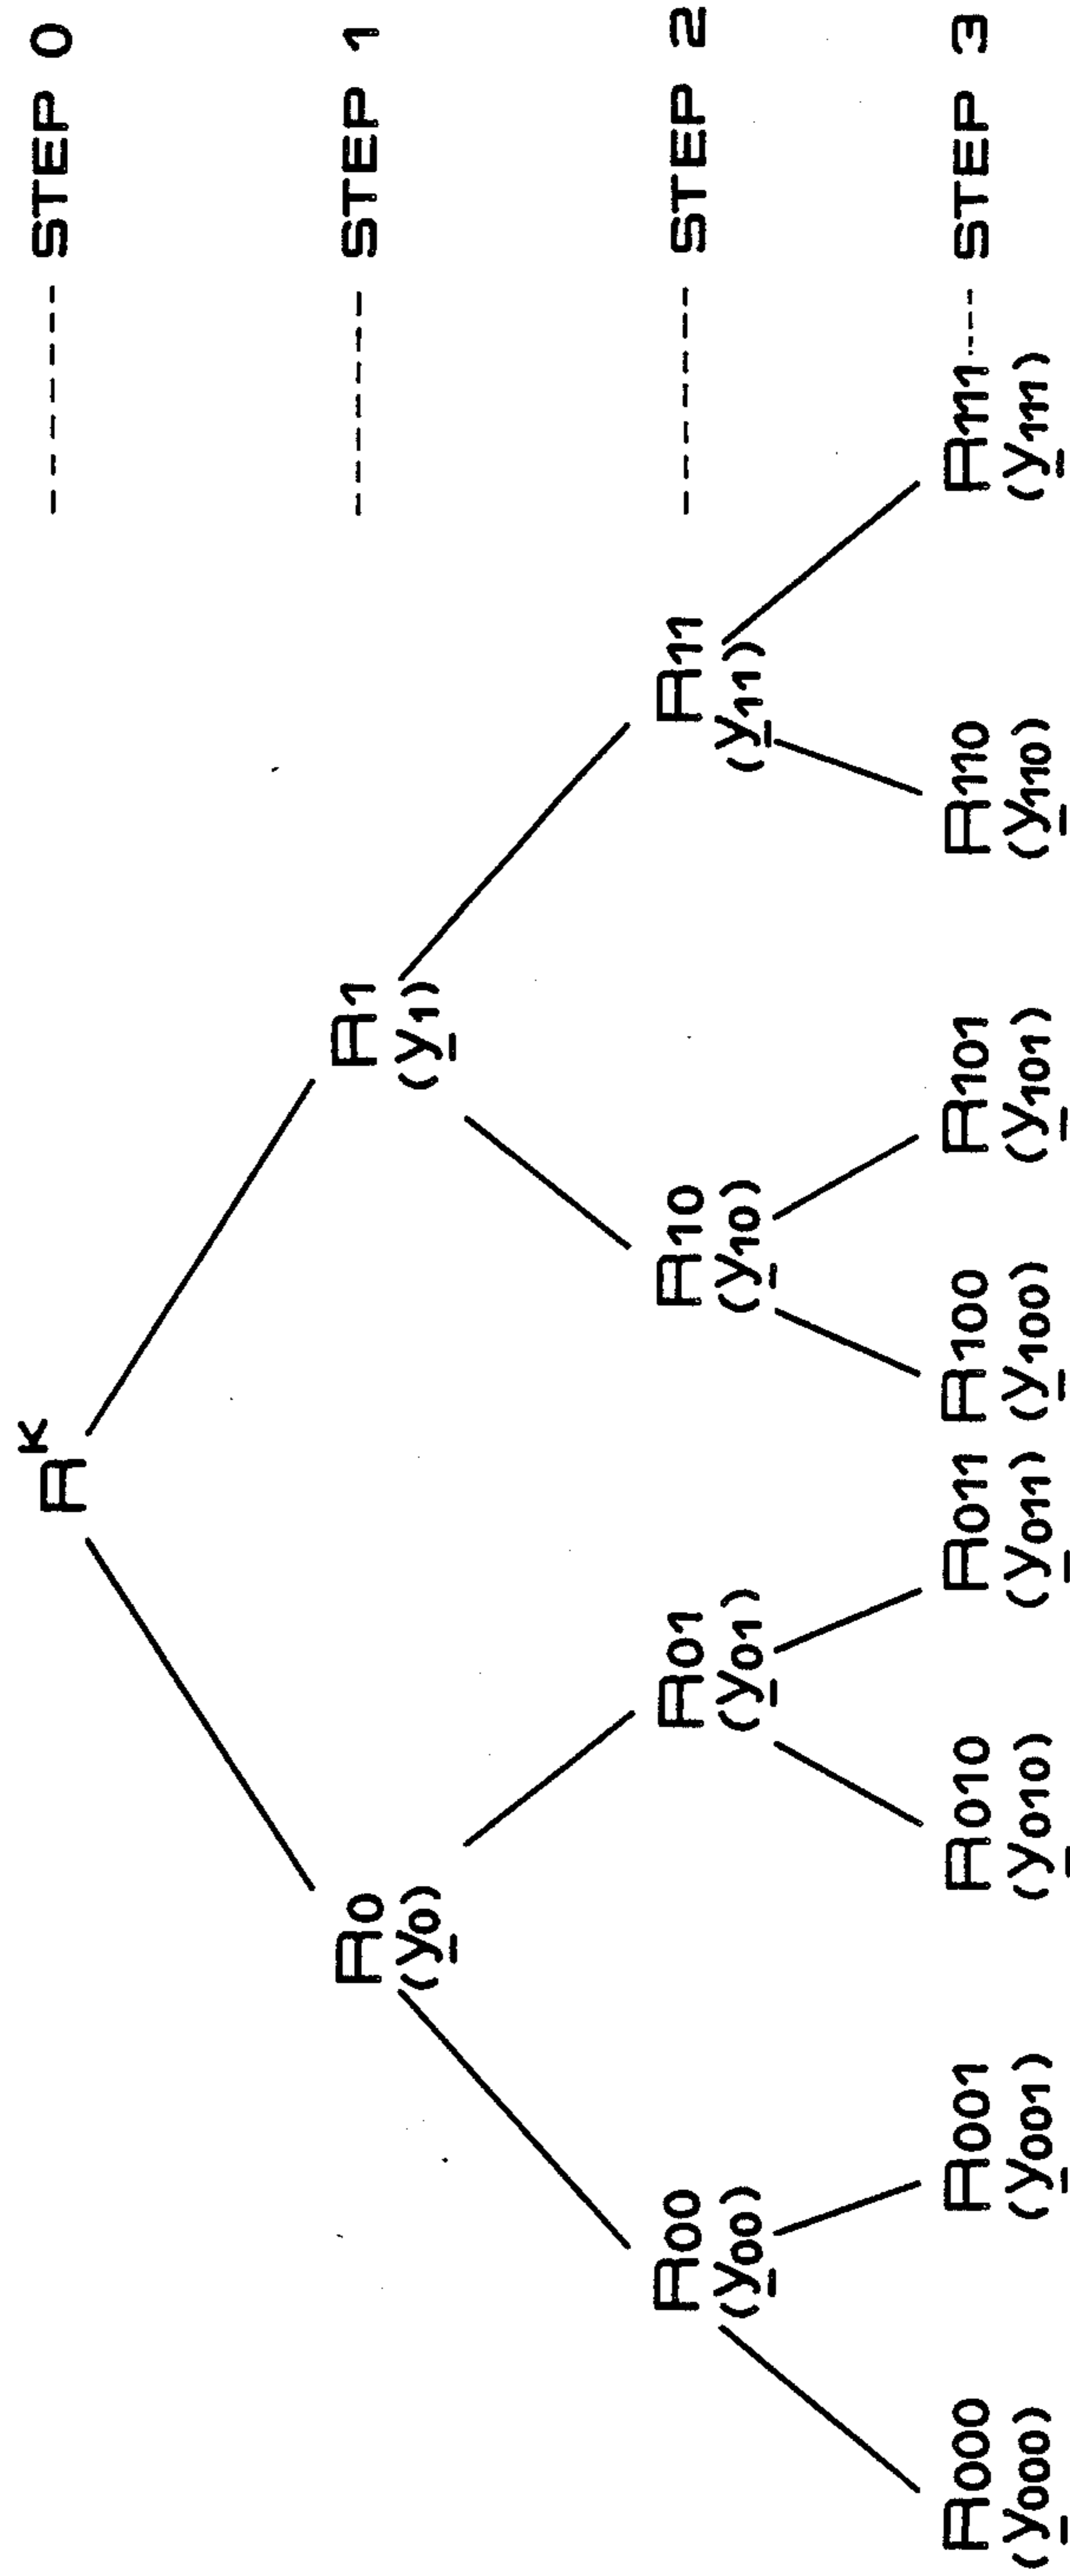 R^K ------- STEP 0
R0 R1 ------ STEP 1
(y0) (y1)
R00 R01 R10 R11 ------ STEP 2
(y00) (y01) (y10) (y11)
R000 R001 R010 R011 R100 R101 R110 R111 ---- STEP 3
(y000) (y001) (y010) (y011) (y100) (y101) (y110) (y111)